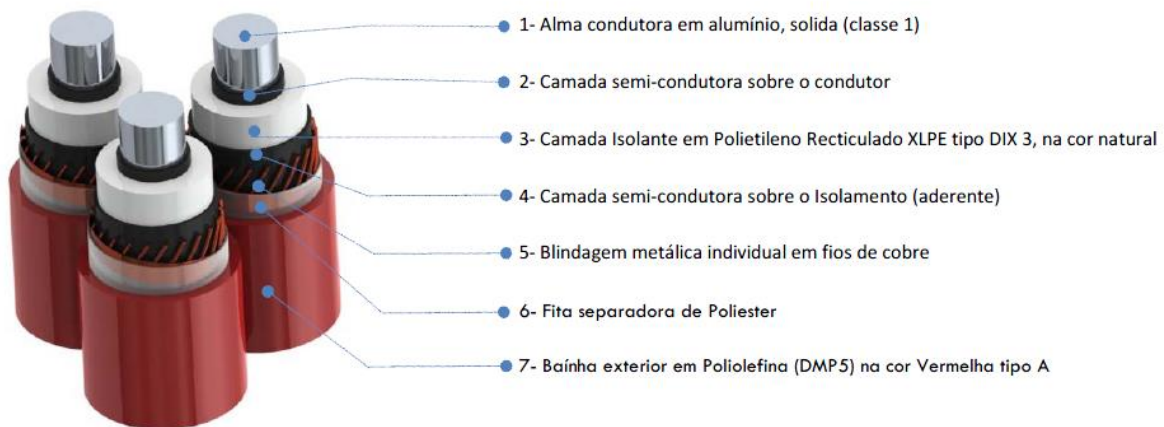 1- Alma condutora em alumínio, solida (classe 1)
2- Camada semi-condutora sobre o condutor
3- Camada Isolante em Polietileno Recticulado XLPE tipo DIX 3, na cor natural
4- Camada semi-condutora sobre o Isolamento (aderente)
5- Blindagem metálica individual em fios de cobre
6- Fita separadora de Poliester
7- Baínha exterior em Poliolefina (DMP5) na cor Vermelha tipo A